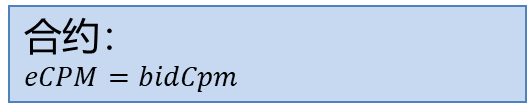 合约：
eCPM = bidCpm